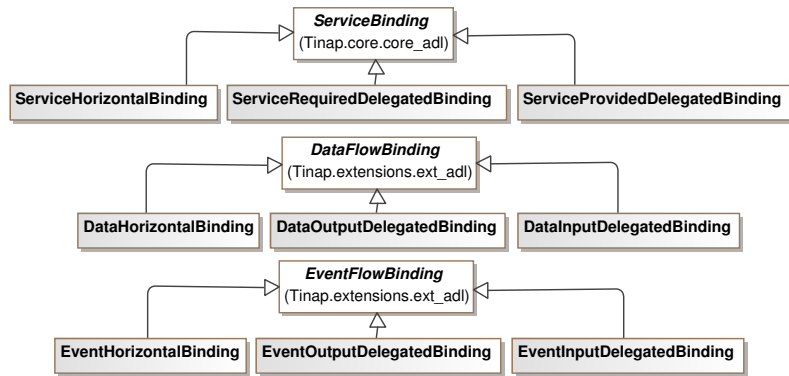 ServiceBinding
(Tinap.core.core_adl)
ServiceHorizontalBinding
ServiceRequiredDelegatedBinding
ServiceProvidedDelegatedBinding
DataFlowBinding
(Tinap.extensions.ext_adl)
DataHorizontalBinding
DataOutputDelegatedBinding
DataInputDelegatedBinding
EventFlowBinding
(Tinap.extensions.ext_adl)
EventHorizontalBinding
EventOutputDelegatedBinding
EventInputDelegatedBinding